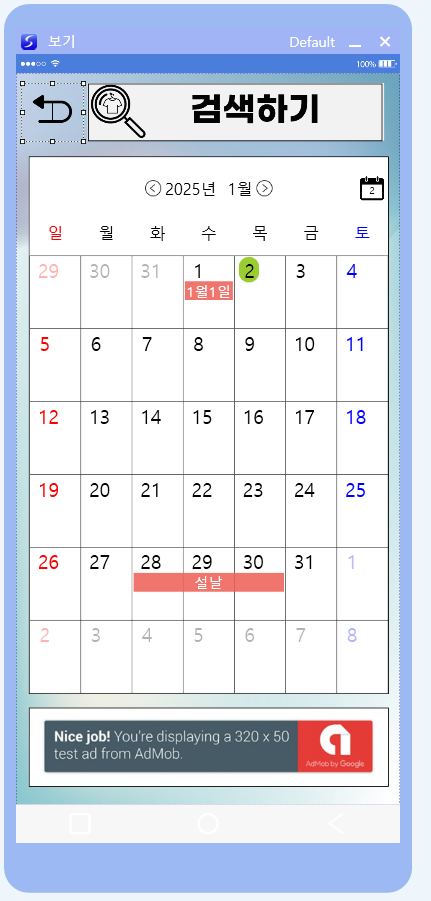 보기 Default
100%
검색하기
2025년 1월 2
일 월 화 수 목 금 토
29 30 31 1 2 3 4
1월1일
5 6 7 8 9 10 11
12 13 14 15 16 17 18
19 20 21 22 23 24 25
26 27 28 29 30 31 1
설날
2 3 4 5 6 7 8
Nice job! You're displaying a 320 x 50
test ad from AdMob.
AdMob by Google